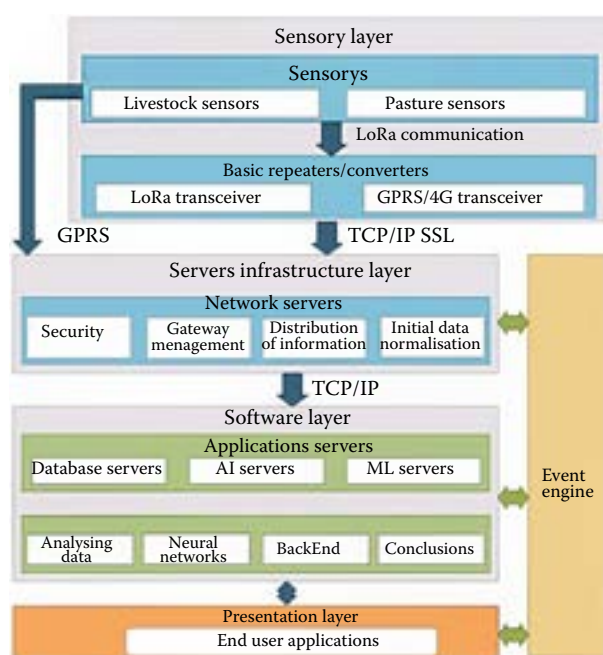 Sensory layer
Sensorys
Livestock sensors
Pasture sensors
LoRa communication
Basic repeaters/converters
LoRa transceiver
GPRS/4G transceiver
GPRS
TCP/IP SSL
Servers infrastructure layer
Network servers
Security
Gateway
menagement
Distribution
of information
Initial data
normalisation
TCP/IP
Software layer
Applications servers
Database servers
AI servers
ML servers
Event
engine
Analysing
data
Neural
networks
BackEnd
Conclusions
Presentation layer
End user applications